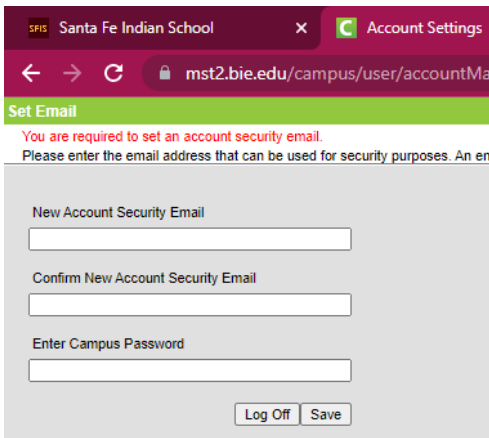 SFIS Santa Fe Indian School × C Account Settings
mst2.bie.edu/campus/user/accountMa
Set Email
You are required to set an account security email.
Please enter the email address that can be used for security purposes. An
New Account Security Email
Confirm New Account Security Email
Enter Campus Password
Log Off Save